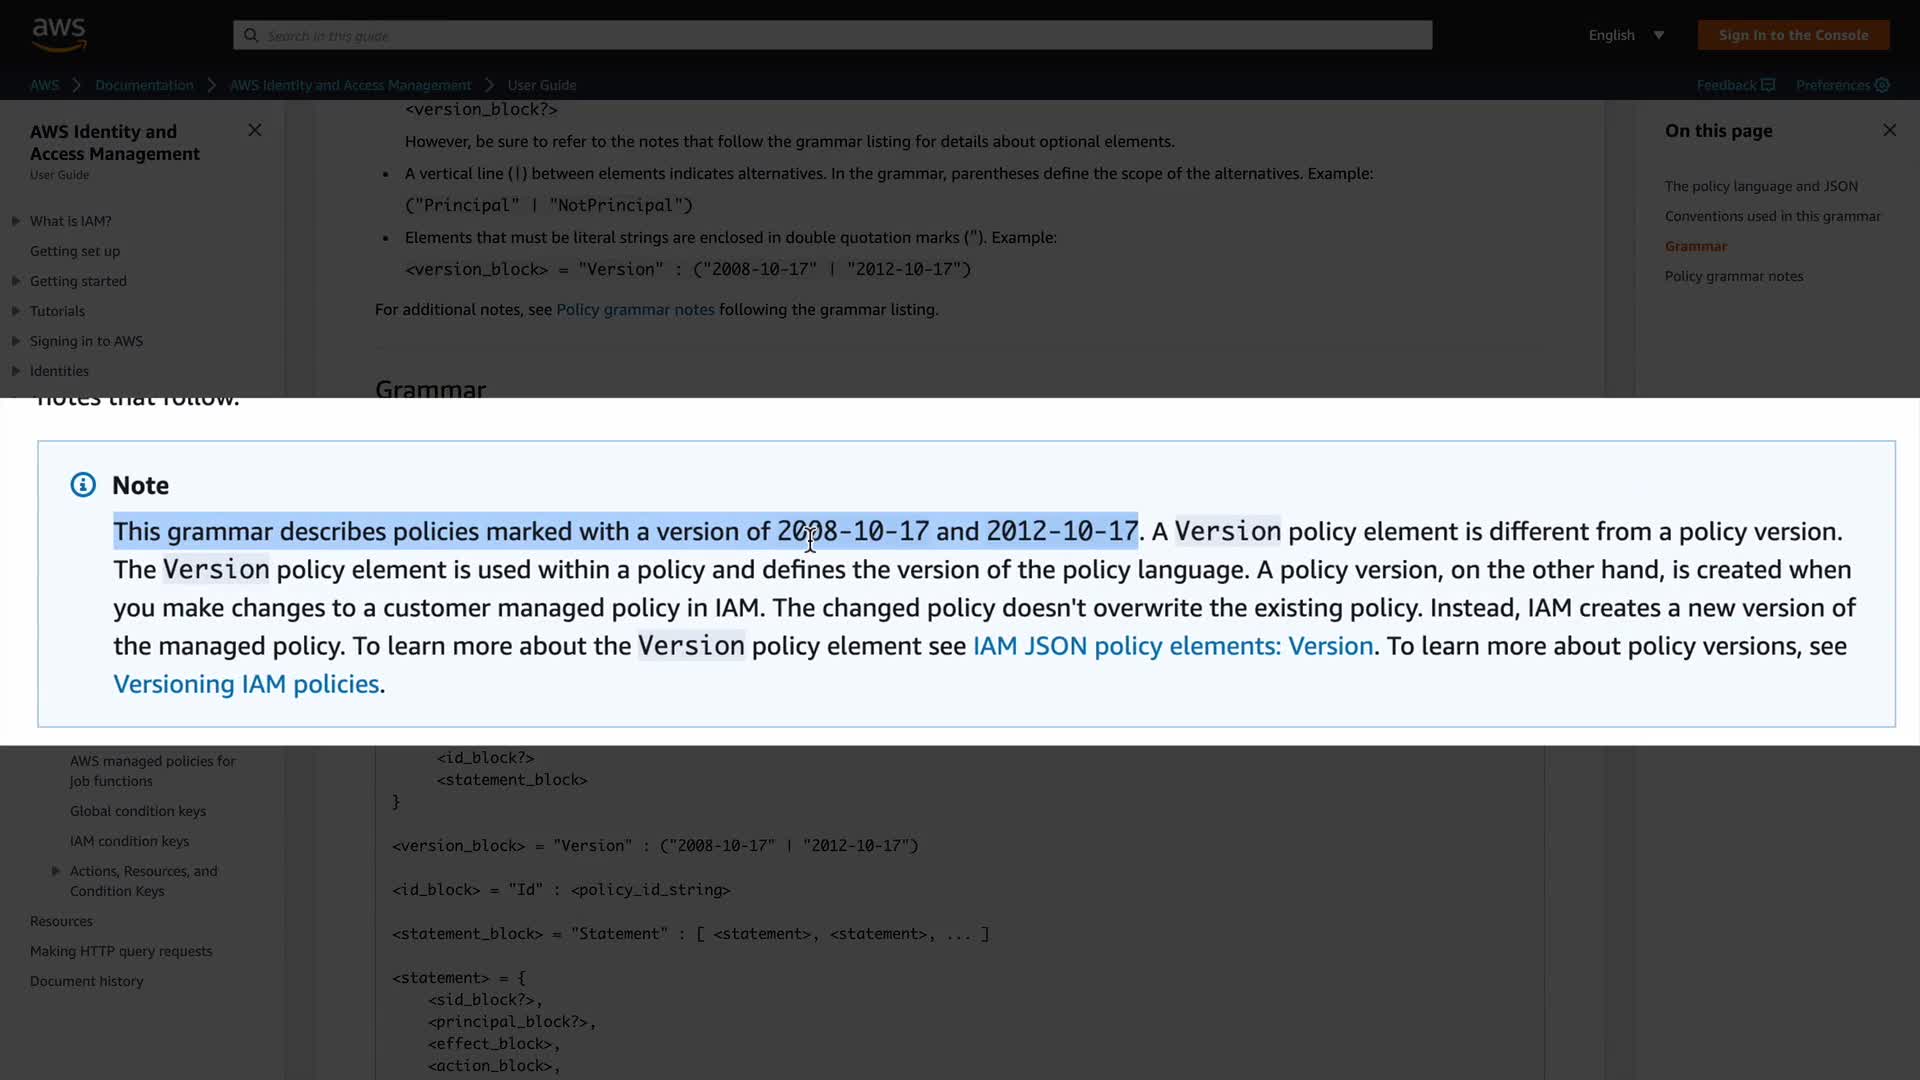 aws
Search in this guide
English
Sign In to the Console
AWS
Documentation
AWS Identity and Access Management
User Guide
Feedback
Preferences
AWS Identity and
Access Management
User Guide
What is IAM?
Getting set up
Getting started
Tutorials
Signing in to AWS
Identities
<version_block?>
However, be sure to refer to the notes that follow the grammar listing for details about optional elements.
• A vertical line (|) between elements indicates alternatives. In the grammar, parentheses define the scope of the alternatives. Example:
("Principal" | "NotPrincipal")
• Elements that must be literal strings are enclosed in double quotation marks ("). Example:
<version_block> = "Version" : ("2008-10-17" | "2012-10-17")
For additional notes, see Policy grammar notes following the grammar listing.
Grammar
On this page
The policy language and JSON
Conventions used in this grammar
Grammar
Policy grammar notes
notes that follow.
Note
This grammar describes policies marked with a version of 2008-10-17 and 2012-10-17. A Version policy element is different from a policy version.
The Version policy element is used within a policy and defines the version of the policy language. A policy version, on the other hand, is created when
you make changes to a customer managed policy in IAM. The changed policy doesn't overwrite the existing policy. Instead, IAM creates a new version of
the managed policy. To learn more about the Version policy element see IAM JSON policy elements: Version. To learn more about policy versions, see
Versioning IAM policies.
AWS managed policies for
job functions
Global condition keys
IAM condition keys
Actions, Resources, and
Condition Keys
Resources
Making HTTP query requests
Document history
<id_block?>
<statement_block>
}
<version_block> = "Version" : ("2008-10-17" | "2012-10-17")
<id_block> = "Id" : <policy_id_string>
<statement_block> = "Statement" : [ <statement>, <statement>, ... ]
<statement> = {
<sid_block?>,
<principal_block?>,
<effect_block>,
<action_block>,